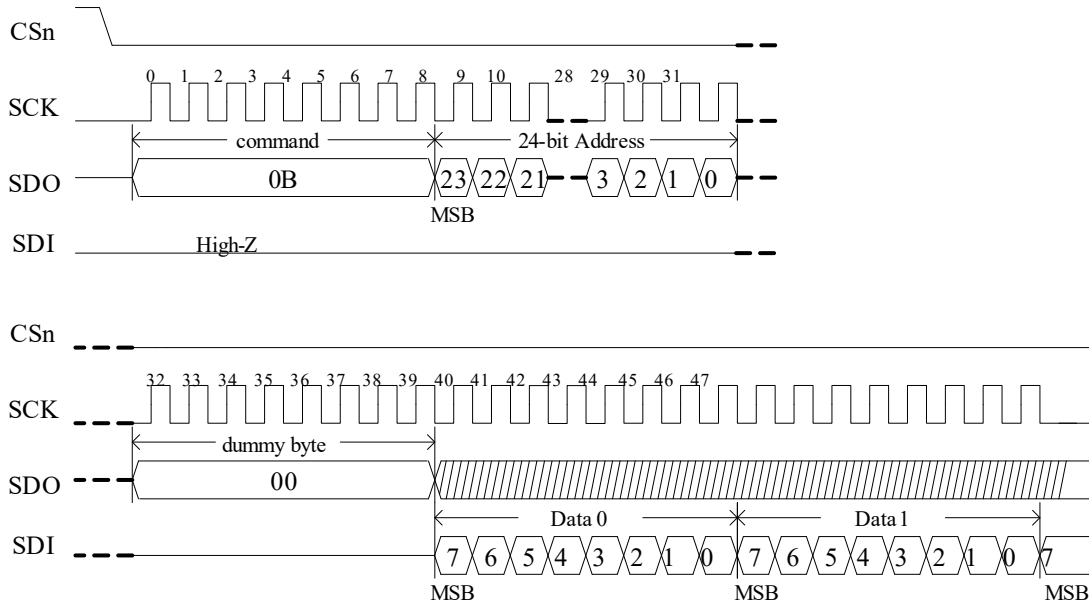 CSn
0 1 2 3 4 5 6 7 8 9 10 28 29 30 31
SCK
command 24-bit Address
SDO 0B 23 22 21 3 2 1 0
MSB
SDI High-Z
CSn
32 33 34 35 36 37 38 39 40 41 42 43 44 45 46 47
SCK
dummy byte
SDO 00
Data 0 Data 1
SDI 7 6 5 4 3 2 1 0 7 6 5 4 3 2 1 0 7
MSB MSB MSB